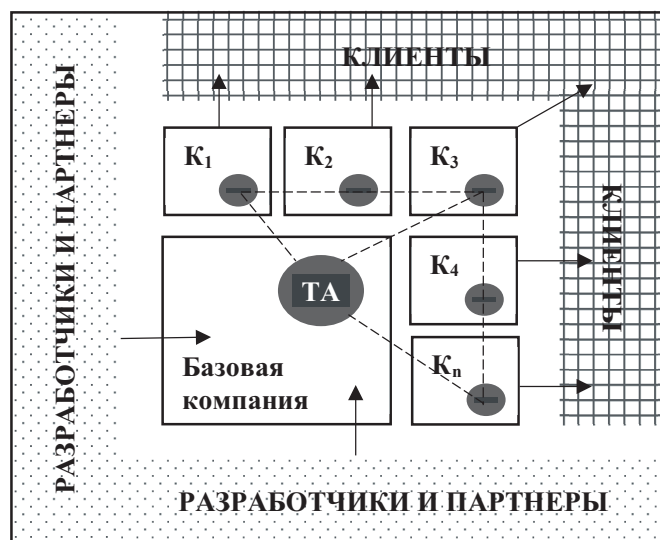 КЛИЕНТЫ
РАЗРАБОТЧИКИ И ПАРТНЕРЫ
К₁
К₂
К₃
КЛИЕНТЫ
К₄
ТА
Базовая
компания
Кₙ
РАЗРАБОТЧИКИ И ПАРТНЕРЫ